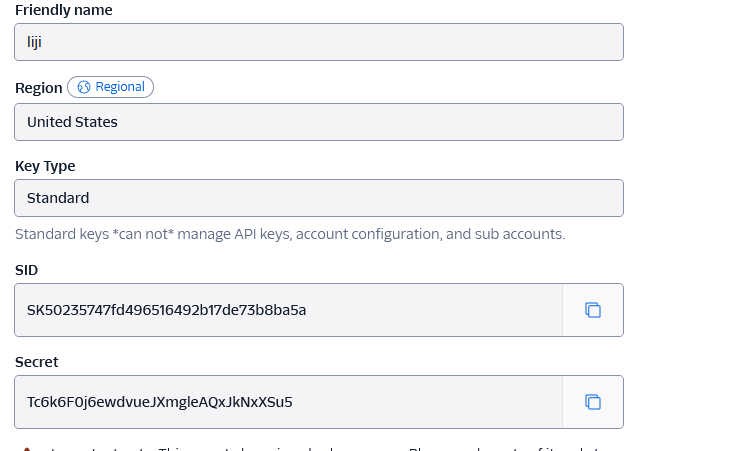 Friendly name
liji
Region Regional
United States
Key Type
Standard
Standard keys *can not* manage API keys, account configuration, and sub accounts.
SID
SK50235747fd496516492b17de73b8ba5a
Secret
Tc6k6F0j6ewdvueJXmgleAQxJkNxXSu5